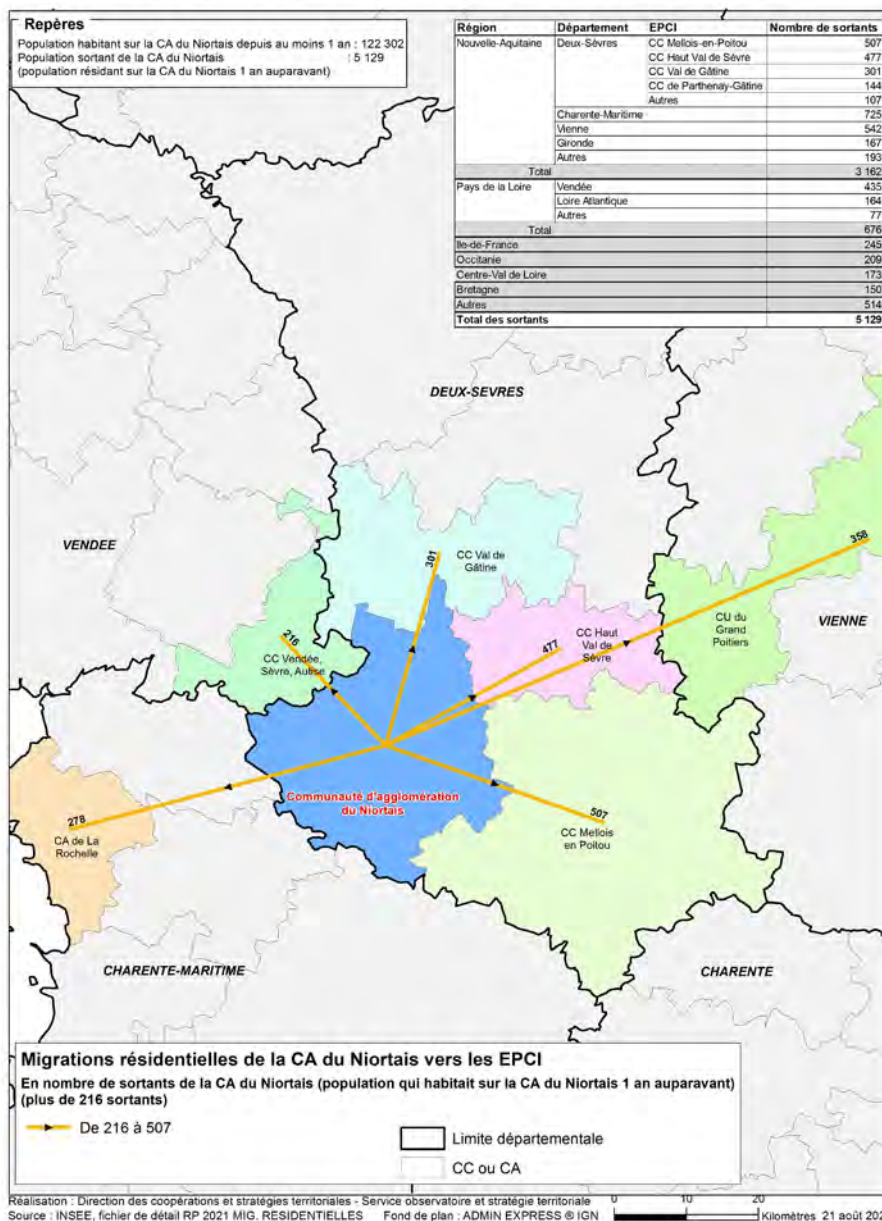 Repères
Population habitant sur la CA du Niortais depuis au moins 1 an : 122 302
Population sortant de la CA du Niortais : 5 129
(population résidant sur la CA du Niortais 1 an auparavant)
Région Département EPCI Nombre de sortants
Nouvelle-Aquitaine Deux-Sèvres CC Mellois-en-Poitou 507
CC Haut Val de Sèvre 477
CC Val de Gâtine 301
CC de Parthenay-Gâtine 144
Autres 107
Charente-Maritime 725
Vienne 542
Gironde 167
Autres 193
Total 3 162
Pays de la Loire Vendée 435
Loire Atlantique 164
Autres 77
Total 676
Ile-de-France 245
Occitanie 209
Centre-Val de Loire 173
Bretagne 150
Autres 514
Total des sortants 5 129
DEUX-SEVRES
VENDEE
301
CC Val de
Gâtine
358
CU du
Grand
Poitiers
VIENNE
216
CC Vendée,
Sèvre, Autise
477
CC Haut
Val de
Sèvre
Communauté d'agglomération
du Niortais
278
CA de La
Rochelle
507
CC Mellois
en Poitou
CHARENTE-MARITIME
CHARENTE
Migrations résidentielles de la CA du Niortais vers les EPCI
En nombre de sortants de la CA du Niortais (population qui habitait sur la CA du Niortais 1 an auparavant)
(plus de 216 sortants)
De 216 à 507
Limite départementale
CC ou CA
Réalisation : Direction des coopérations et stratégies territoriales - Service observatoire et stratégie territoriale
0 10 20
Source : INSEE, fichier de détail RP 2021 MIG. RESIDENTIELLES Fond de plan : ADMIN EXPRESS ® IGN Kilomètres 21 août 202